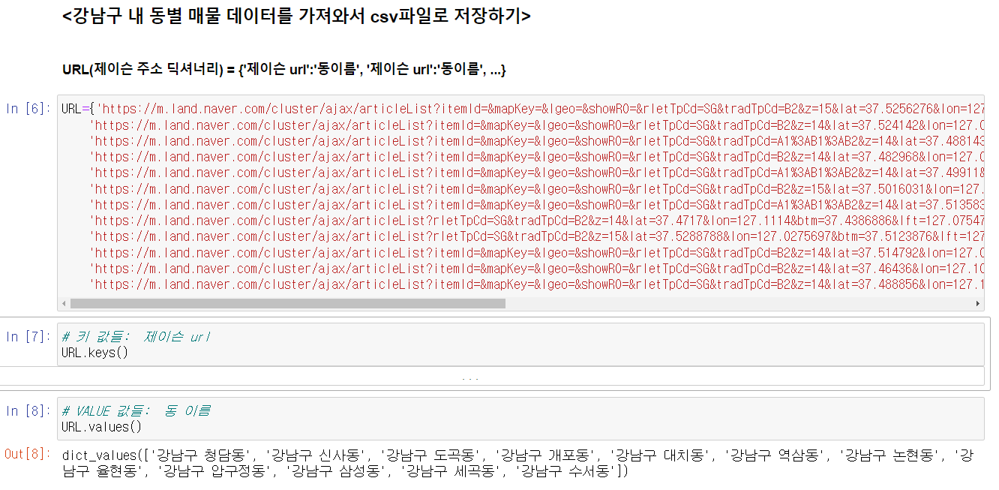 <강남구 내 동별 매물 데이터를 가져와서 csv파일로 저장하기>
URL(제이슨 주소 딕셔너리) = {'제이슨 url':'동이름', '제이슨 url':'동이름', ...}
In [6]: URL={'https://m.land.naver.com/cluster/ajax/articleList?itemId=&mapKey=&lgeo=&showR0=&rletTpCd=SG&tradTpCd=B2&z=15&lat=37.5256276&lon=127
'https://m.land.naver.com/cluster/ajax/articleList?itemId=&mapKey=&lgeo=&showR0=&rletTpCd=SG&tradTpCd=B2&z=14&lat=37.524142&lon=127.0
'https://m.land.naver.com/cluster/ajax/articleList?itemId=&mapKey=&lgeo=&showR0=&rletTpCd=SG&tradTpCd=A1%3AB1%3AB2&z=14&lat=37.488143
'https://m.land.naver.com/cluster/ajax/articleList?itemId=&mapKey=&lgeo=&showR0=&rletTpCd=SG&tradTpCd=B2&z=14&lat=37.482968&lon=127.0
'https://m.land.naver.com/cluster/ajax/articleList?itemId=&mapKey=&lgeo=&showR0=&rletTpCd=SG&tradTpCd=A1%3AB1%3AB2&z=14&lat=37.49911&
'https://m.land.naver.com/cluster/ajax/articleList?itemId=&mapKey=&lgeo=&showR0=&rletTpCd=SG&tradTpCd=B2&z=15&lat=37.5016031&lon=127.
'https://m.land.naver.com/cluster/ajax/articleList?itemId=&mapKey=&lgeo=&showR0=&rletTpCd=SG&tradTpCd=A1%3AB1%3AB2&z=14&lat=37.513583
'https://m.land.naver.com/cluster/ajax/articleList?rletTpCd=SG&tradTpCd=B2&z=14&lat=37.4717&lon=127.1114&btm=37.4386886&lft=127.07547
'https://m.land.naver.com/cluster/ajax/articleList?rletTpCd=SG&tradTpCd=B2&z=15&lat=37.5288788&lon=127.0275697&btm=37.5123876&lft=127
'https://m.land.naver.com/cluster/ajax/articleList?itemId=&mapKey=&lgeo=&showR0=&rletTpCd=SG&tradTpCd=B2&z=14&lat=37.514792&lon=127.0
'https://m.land.naver.com/cluster/ajax/articleList?itemId=&mapKey=&lgeo=&showR0=&rletTpCd=SG&tradTpCd=B2&z=14&lat=37.46436&lon=127.10
'https://m.land.naver.com/cluster/ajax/articleList?itemId=&mapKey=&lgeo=&showR0=&rletTpCd=SG&tradTpCd=B2&z=14&lat=37.488856&lon=127.1
In [7]: # 키 값들: 제이슨 url
URL.keys()
...
In [8]: # VALUE 값들: 동 이름
URL.values()
Out[8]: dict_values(['강남구 청담동', '강남구 신사동', '강남구 도곡동', '강남구 개포동', '강남구 대치동', '강남구 역삼동', '강남구 논현동', '강
남구 율현동', '강남구 압구정동', '강남구 삼성동', '강남구 세곡동', '강남구 수서동'])